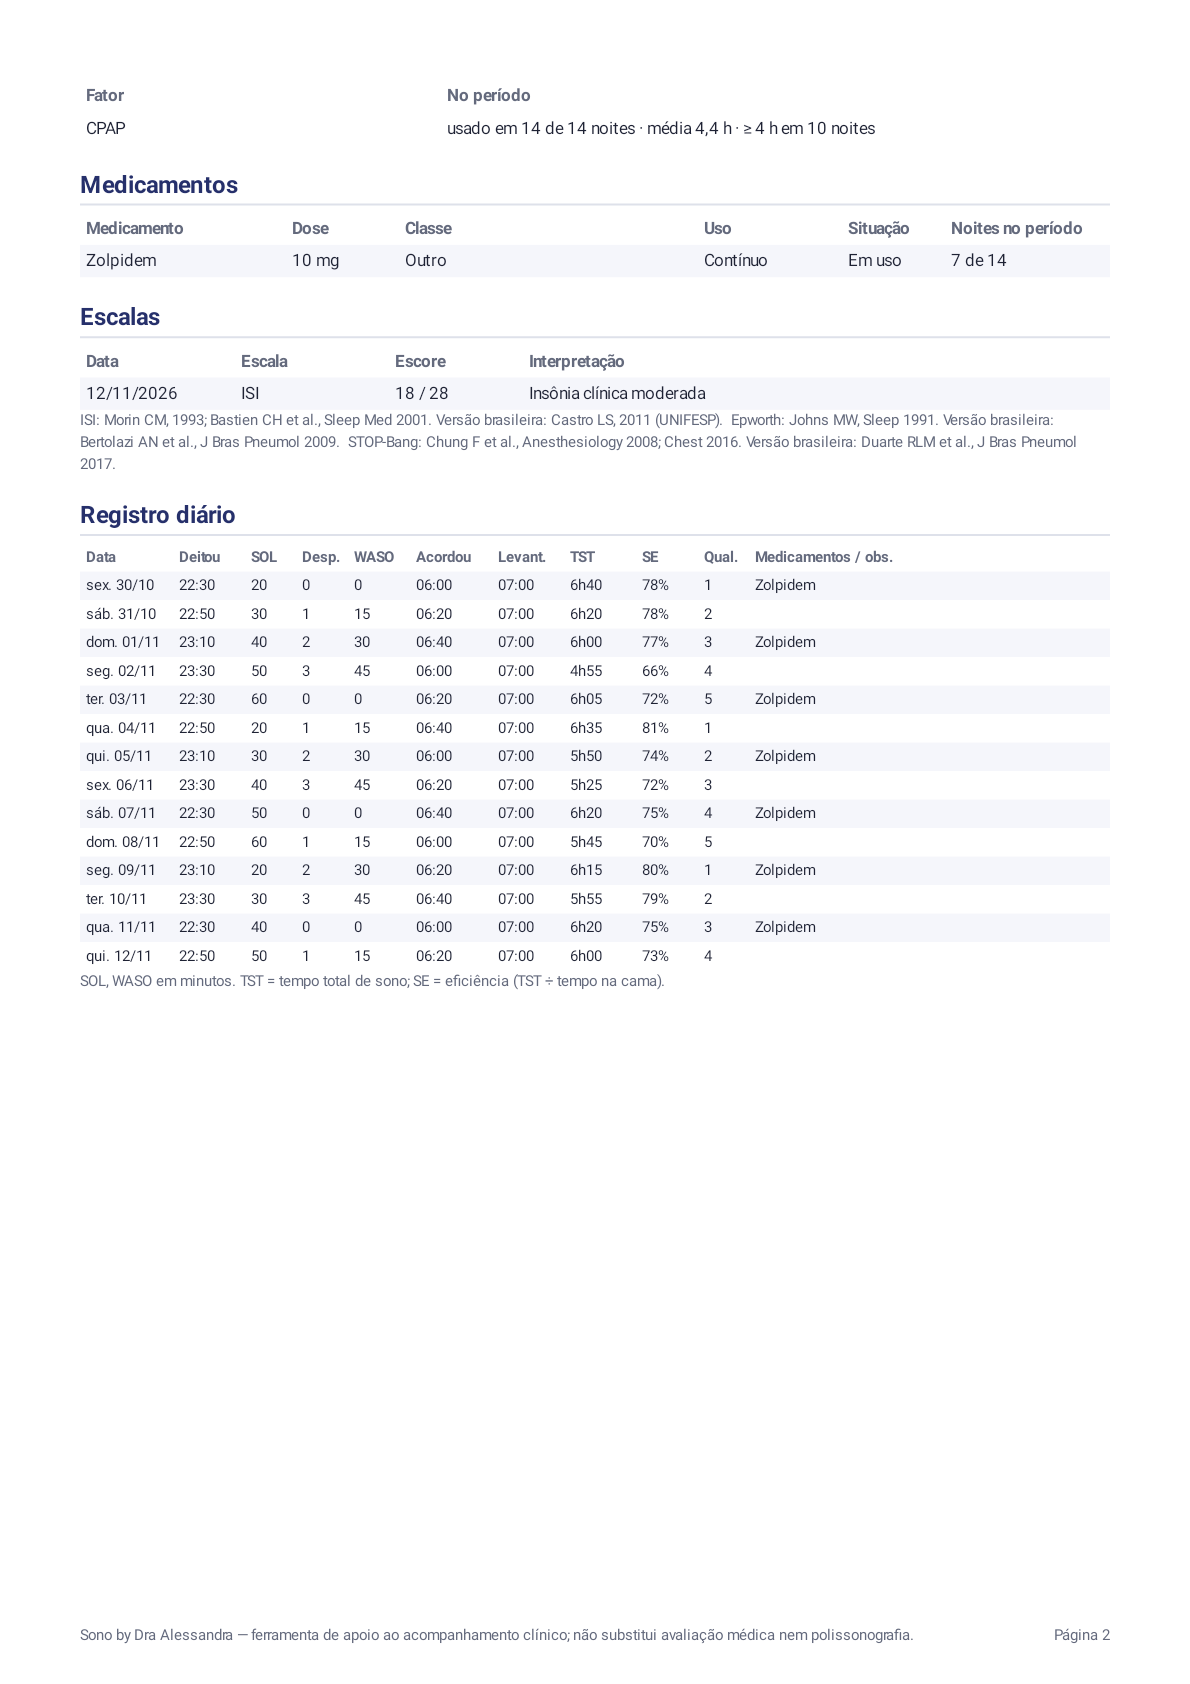 Fator No período
CPAP usado em 14 de 14 noites · média 4,4 h · ≥ 4 h em 10 noites
Medicamentos
Medicamento Dose Classe Uso Situação Noites no período
Zolpidem 10 mg Outro Contínuo Em uso 7 de 14
Escalas
Data Escala Escore Interpretação
12/11/2026 ISI 18 / 28 Insônia clínica moderada
ISI: Morin CM, 1993; Bastien CH et al., Sleep Med 2001. Versão brasileira: Castro LS, 2011 (UNIFESP). Epworth: Johns MW, Sleep 1991. Versão brasileira:
Bertolazi AN et al., J Bras Pneumol 2009. STOP-Bang: Chung F et al., Anesthesiology 2008; Chest 2016. Versão brasileira: Duarte RLM et al., J Bras Pneumol
2017.
Registro diário
Data Deitou SOL Desp. WASO Acordou Levant. TST SE Qual. Medicamentos / obs.
sex. 30/10 22:30 20 0 0 06:00 07:00 6h40 78% 1 Zolpidem
sáb. 31/10 22:50 30 1 15 06:20 07:00 6h20 78% 2
dom. 01/11 23:10 40 2 30 06:40 07:00 6h00 77% 3 Zolpidem
seg. 02/11 23:30 50 3 45 06:00 07:00 4h55 66% 4
ter. 03/11 22:30 60 0 0 06:20 07:00 6h05 72% 5 Zolpidem
qua. 04/11 22:50 20 1 15 06:40 07:00 6h35 81% 1
qui. 05/11 23:10 30 2 30 06:00 07:00 5h50 74% 2 Zolpidem
sex. 06/11 23:30 40 3 45 06:20 07:00 5h25 72% 3
sáb. 07/11 22:30 50 0 0 06:40 07:00 6h20 75% 4 Zolpidem
dom. 08/11 22:50 60 1 15 06:00 07:00 5h45 70% 5
seg. 09/11 23:10 20 2 30 06:20 07:00 6h15 80% 1 Zolpidem
ter. 10/11 23:30 30 3 45 06:40 07:00 5h55 79% 2
qua. 11/11 22:30 40 0 0 06:00 07:00 6h20 75% 3 Zolpidem
qui. 12/11 22:50 50 1 15 06:20 07:00 6h00 73% 4
SOL, WASO em minutos. TST = tempo total de sono; SE = eficiência (TST ÷ tempo na cama).
Sono by Dra Alessandra — ferramenta de apoio ao acompanhamento clínico; não substitui avaliação médica nem polissonografia. Página 2